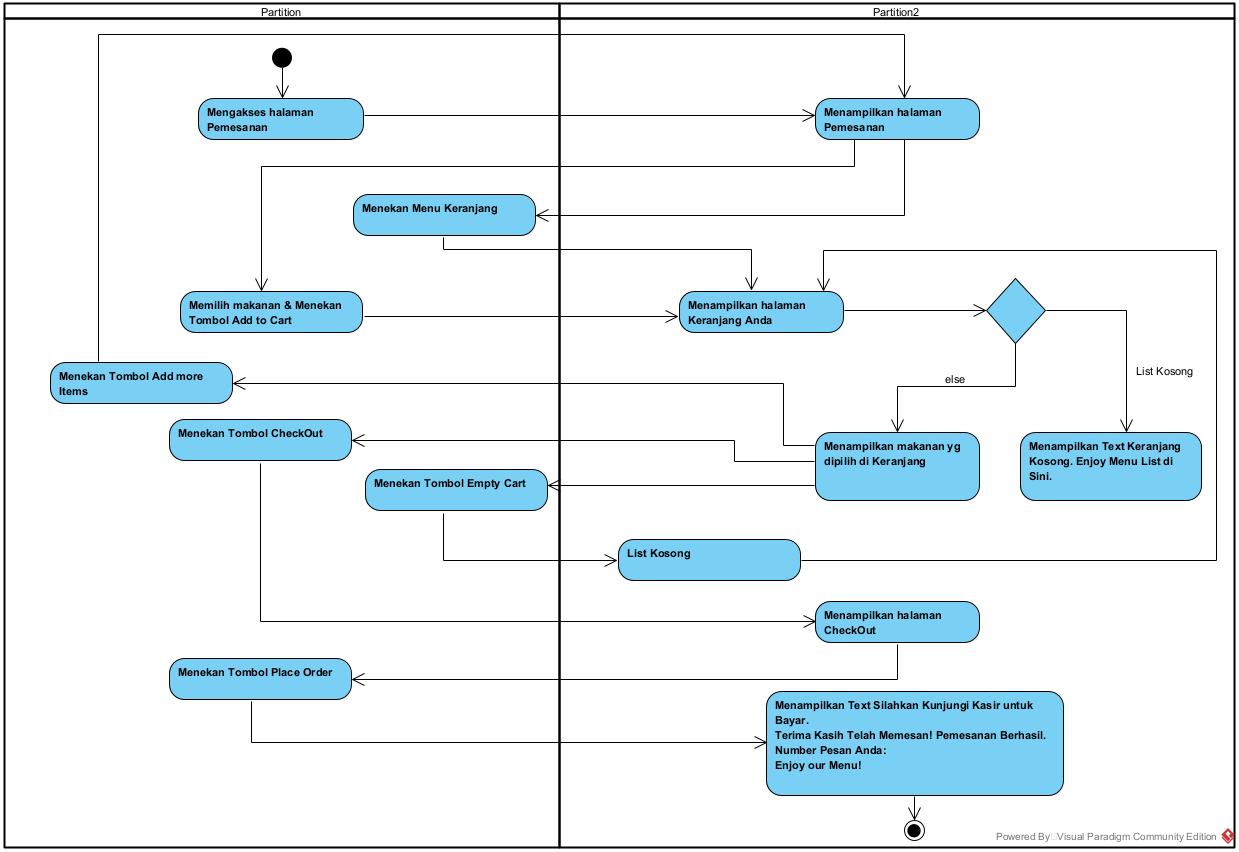 Partition
Partition2
Mengakses halaman
Pemesanan
Menampilkan halaman
Pemesanan
Menekan Menu Keranjang
Memilih makanan & Menekan
Tombol Add to Cart
Menampilkan halaman
Keranjang Anda
List Kosong
else
Menekan Tombol Add more
Items
Menekan Tombol CheckOut
Menampilkan makanan yg
dipilih di Keranjang
Menampilkan Text Keranjang
Kosong. Enjoy Menu List di
Sini.
Menekan Tombol Empty Cart
List Kosong
Menampilkan halaman
CheckOut
Menekan Tombol Place Order
Menampilkan Text Silahkan Kunjungi Kasir untuk
Bayar.
Terima Kasih Telah Memesan! Pemesanan Berhasil.
Number Pesan Anda:
Enjoy our Menu!
Powered By Visual Paradigm Community Edition